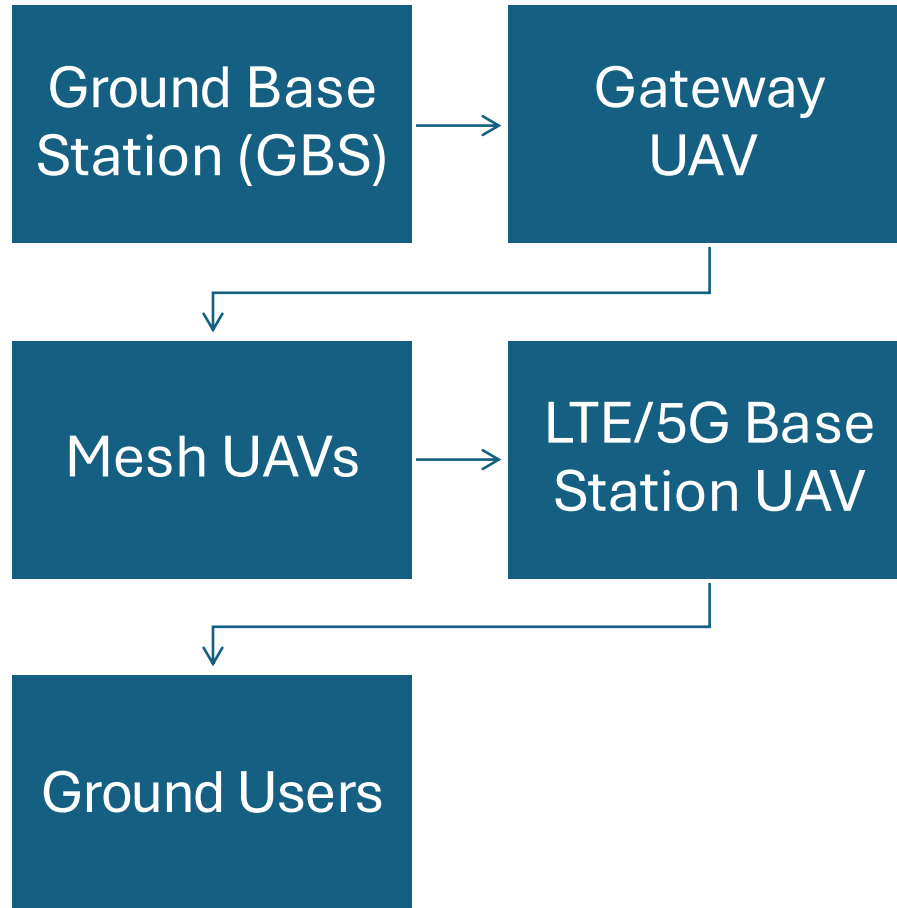 Ground Base
Station (GBS)
Gateway
UAV
Mesh UAVs
LTE/5G Base
Station UAV
Ground Users